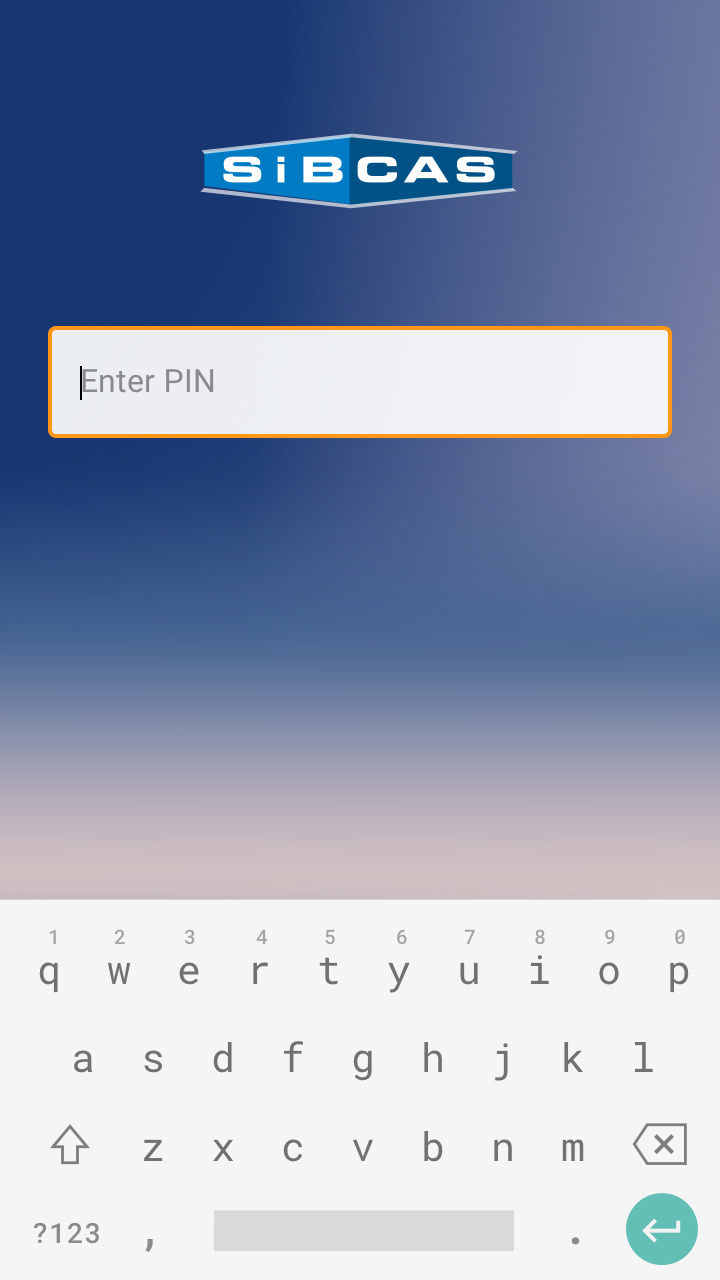 SiBCAS
Enter PIN
1 2 3 4 5 6 7 8 9 0
q w e r t y u i o p
a s d f g h j k l
z x c v b n m
?123 , .